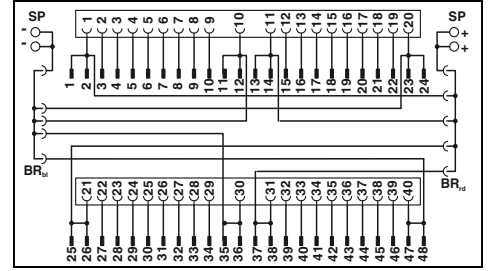 SP SP
- 1 2 3 4 5 6 7 8 9 10 11 12 13 14 15 16 17 18 19 20 +
- +
1 2 3 4 5 6 7 8 9 10 11 12 13 14 15 16 17 18 19 20 21 22 23 24
BRbl BRrd
21 22 23 24 25 26 27 28 29 30 31 32 33 34 35 36 37 38 39 40
25 26 27 28 29 30 31 32 33 34 35 36 37 38 39 40 41 42 43 44 45 46 47 48